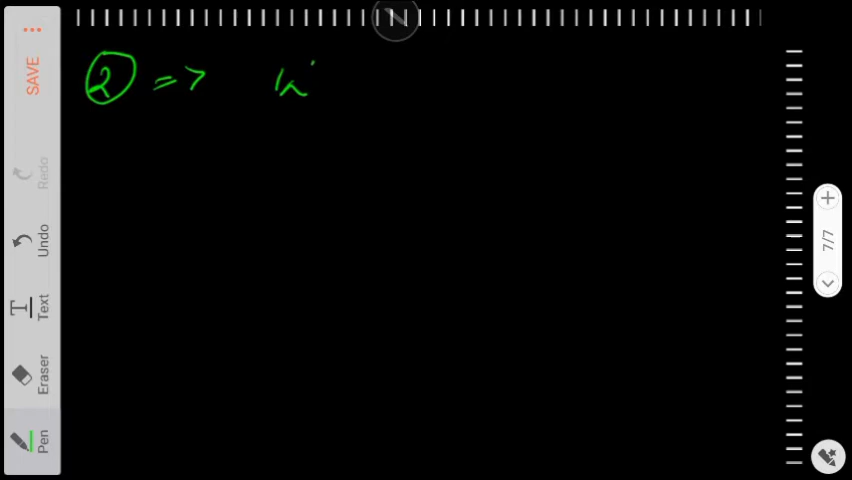 ② => h
SAVE
Redo
Undo
Text
Eraser
Pen
7/7